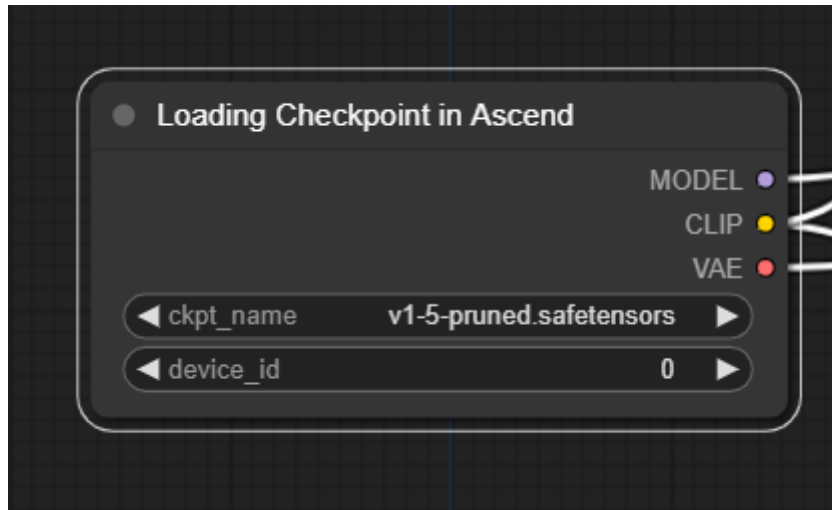 Loading Checkpoint in Ascend
MODEL
CLIP
VAE
ckpt_name v1-5-pruned.safetensors
device_id 0